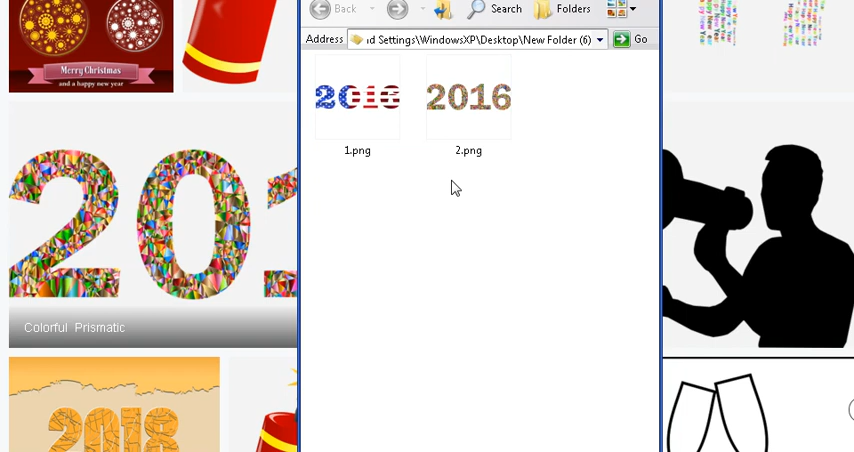 Back
Search
Folders
Address
d Settings\WindowsXP\Desktop\New Folder (6)
Go
Merry Christmas
and a happy new year
2016
1.png
2016
2.png
20
Colorful Prismatic
2018